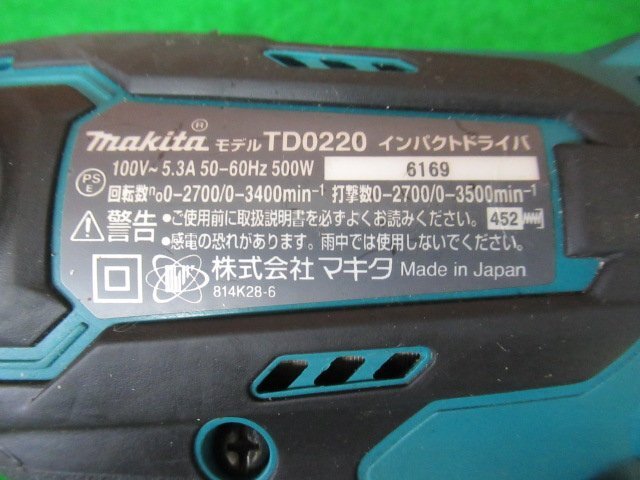 makita® モデル TD0220 インパクトドライバ
100V～ 5.3A 50-60Hz 500W 6169
PSE
回転数n₀0-2700/0-3400min⁻¹ 打撃数0-2700/0-3500min⁻¹
警告 •ご使用前に取扱説明書を必ずよくお読みください。 452
•感電の恐れがあります。雨中では使用しないでください。
株式会社 マキタ Made in Japan
814K28-6